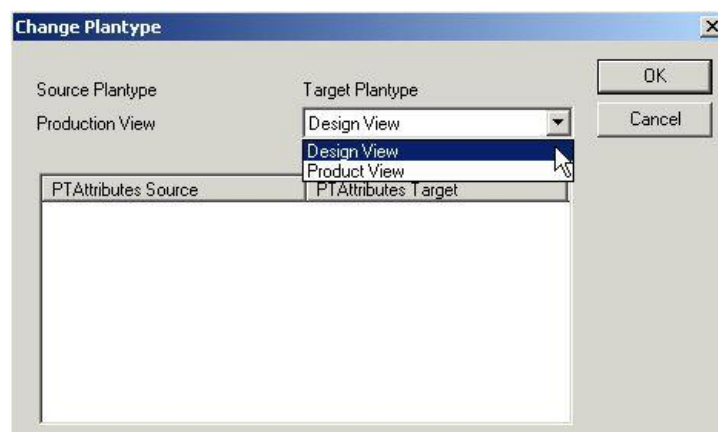 Change Plantype
Source Plantype Target Plantype OK
Production View Design View Cancel
Design View
Product View
PTAttributes Source PTAttributes Target